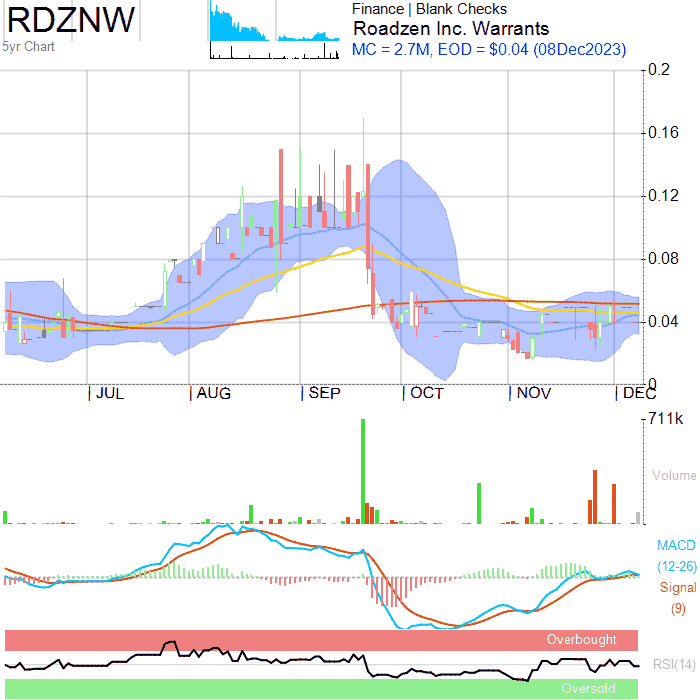 RDZNW
5yr Chart
Finance | Blank Checks
Roadzen Inc. Warrants
MC = 2.7M, EOD = $0.04 (08Dec2023)
0.2
0.16
0.12
0.08
0.04
0
JUL AUG SEP OCT NOV DEC
711k
Volume
MACD
(12-26)
Signal
(9)
Overbought
RSI(14)
Oversold